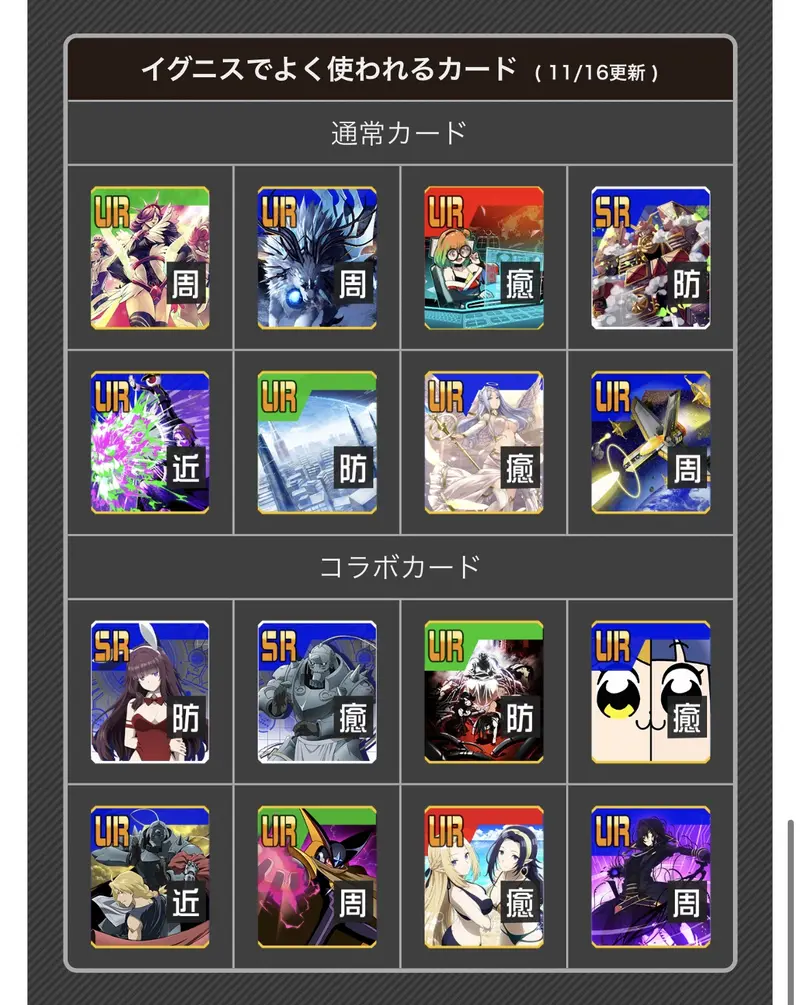 イグニスでよく使われるカード ( 11/16更新 )
通常カード
UR UR UR SR
周 周 癒 防
UR UR UR UR
近 防 癒 周
コラボカード
SR SR UR UR
防 癒 防 癒
UR UR UR UR
近 周 癒 周